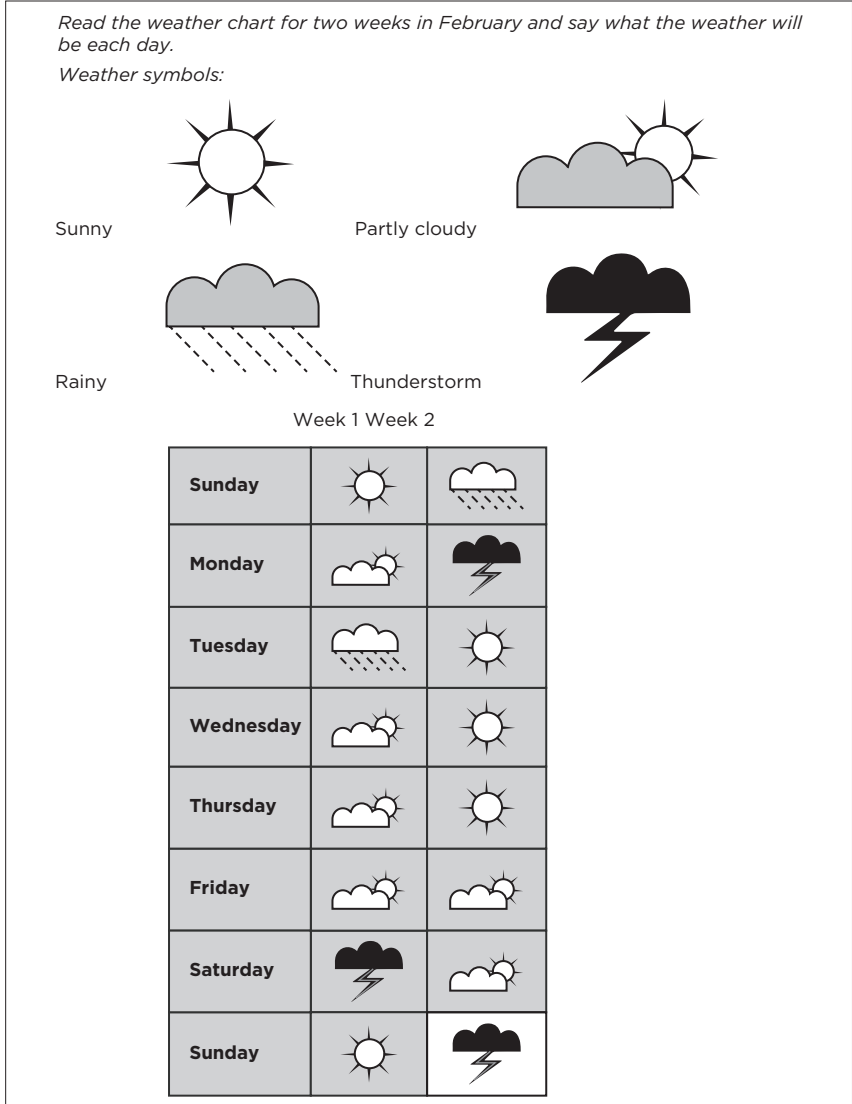 Read the weather chart for two weeks in February and say what the weather will
be each day.
Weather symbols:
Sunny
Partly cloudy
Rainy
Thunderstorm
Week 1 Week 2
Sunday
Monday
Tuesday
Wednesday
Thursday
Friday
Saturday
Sunday